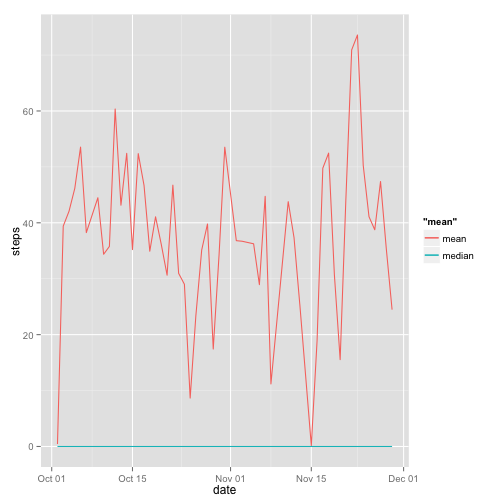 60
40
20
0
steps
Oct 01 Oct 15 Nov 01 Nov 15 Dec 01
date
"mean"
mean
median